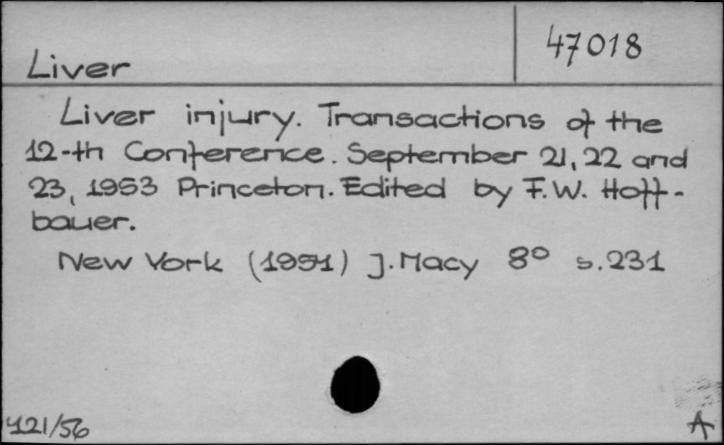 Liver
47018
Liver injury. Transactions of the
12-th Conference. September 21, 22 and
23, 1953 Princeton. Edited by F.W. Hoff-
bauer.
New York (1954) J. Macy 8° s. 231
421/56
A